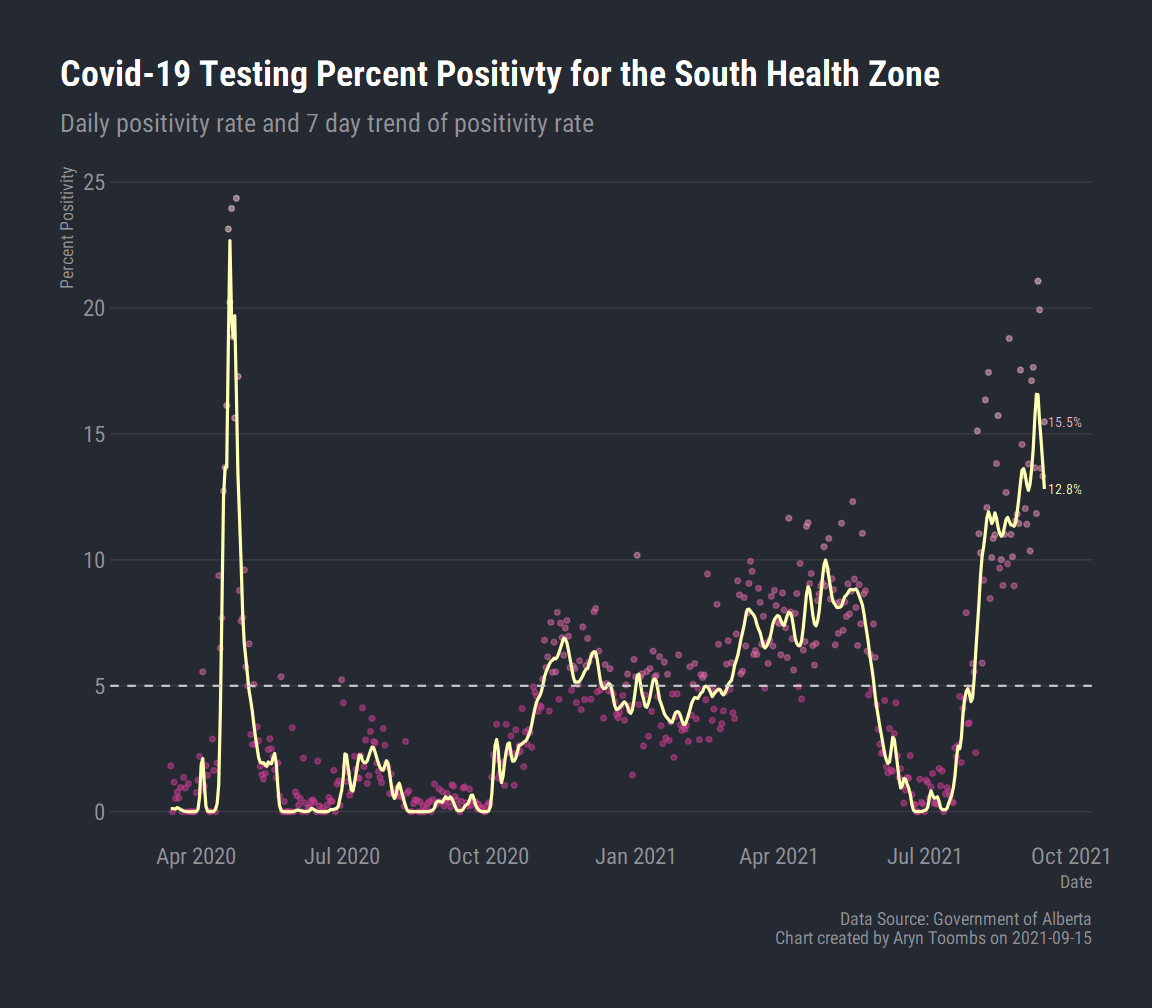 Covid-19 Testing Percent Positivty for the South Health Zone
Daily positivity rate and 7 day trend of positivity rate
Percent Positivity
25
20
15
10
5
0
15.5%
12.8%
Apr 2020
Jul 2020
Oct 2020
Jan 2021
Apr 2021
Jul 2021
Oct 2021
Date
Data Source: Government of Alberta
Chart created by Aryn Toombs on 2021-09-15